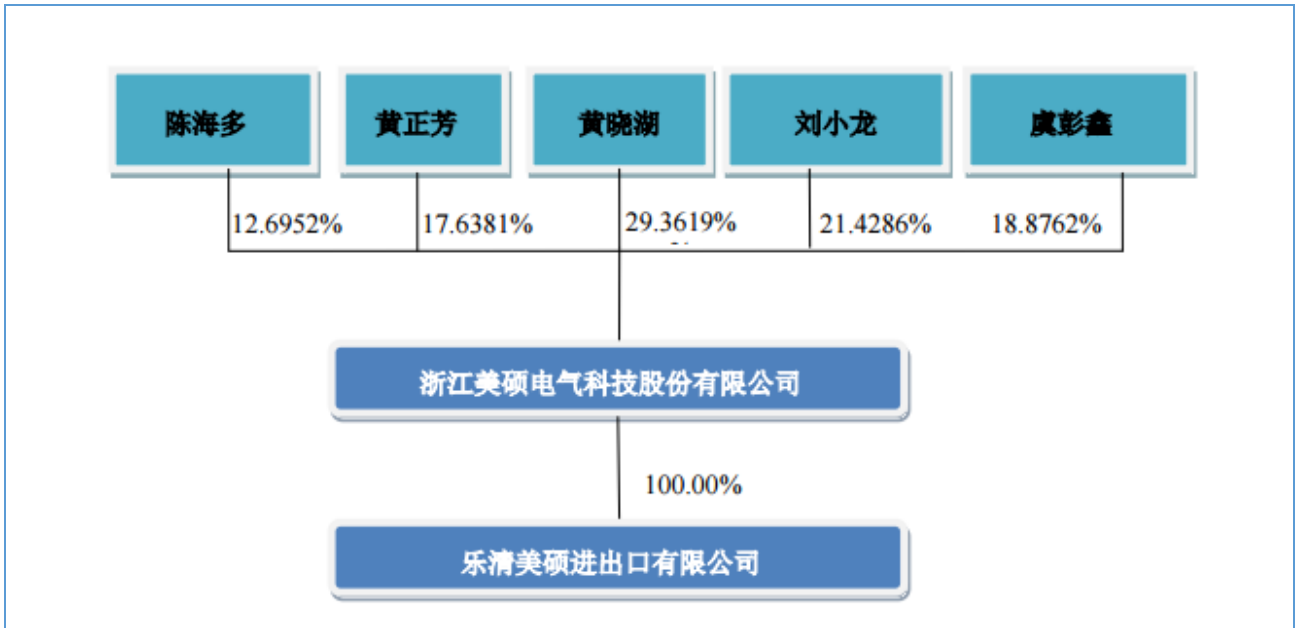 陈海多 黄正芳 黄晓湖 刘小龙 虞彭鑫
12.6952% 17.6381% 29.3619% 21.4286% 18.8762%
浙江美硕电气科技股份有限公司
100.00%
乐清美硕进出口有限公司